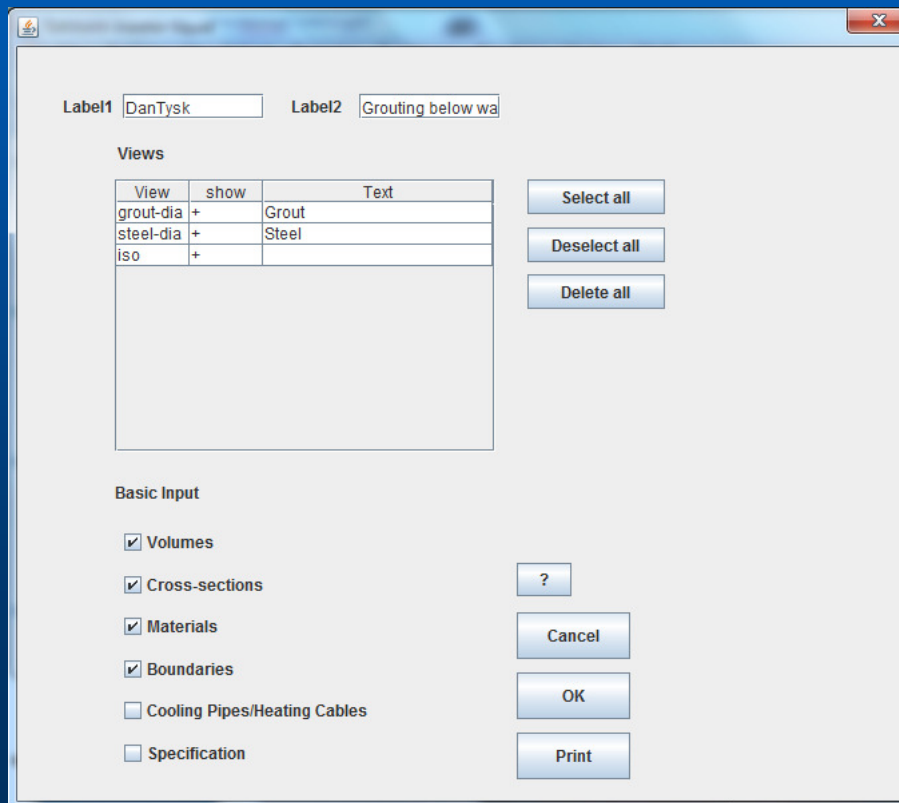 Label1 DanTysk Label2 Grouting below wa
Views
View show Text
grout-dia + Grout
steel-dia + Steel
iso +
Select all
Deselect all
Delete all
Basic Input
Volumes
Cross-sections
Materials
Boundaries
Cooling Pipes/Heating Cables
Specification
?
Cancel
OK
Print